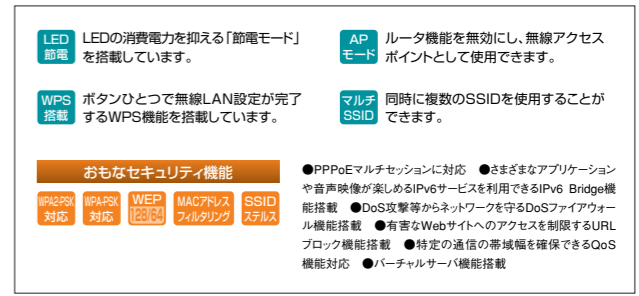 LED
節電
LEDの消費電力を抑える「節電モード」
を搭載しています。
AP
モード
ルータ機能を無効にし、無線アクセス
ポイントとして使用できます。
WPS
搭載
ボタンひとつで無線LAN設定が完了
するWPS機能を搭載しています。
マルチ
SSID
同時に複数のSSIDを使用することが
できます。
おもなセキュリティ機能
WPA2-PSK
対応
WPA-PSK
対応
WEP
128/64
MACアドレス
フィルタリング
SSID
ステルス
●PPPoEマルチセッションに対応 ●さまざまなアプリケーション
や音声映像が楽しめるIPv6サービスを利用できるIPv6 Bridge機
能搭載 ●DoS攻撃等からネットワークを守るDoSファイアウォー
ル機能搭載 ●有害なWebサイトへのアクセスを制限するURL
ブロック機能搭載 ●特定の通信の帯域幅を確保できるQoS
機能対応 ●バーチャルサーバ機能搭載